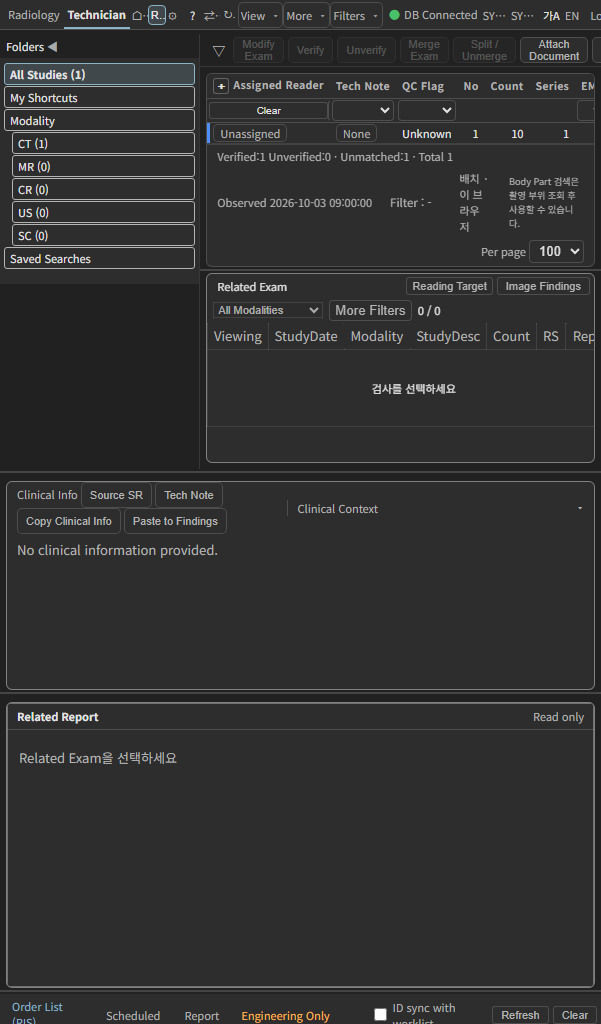 Radiology Technician R.. ? View More Filters DB Connected SY... SY... 가A EN Lo
Folders ◀
Modify Exam Verify Unverify Merge Exam Split / Unmerge Attach Document
All Studies (1)
My Shortcuts
Modality
CT (1)
MR (0)
CR (0)
US (0)
SC (0)
Saved Searches
+ Assigned Reader Tech Note QC Flag No Count Series EM
Clear
Unassigned None Unknown 1 10 1
Verified:1 Unverified:0 · Unmatched:1 · Total 1
Observed 2026-10-03 09:00:00 Filter : -
배치 ·
이 브
라우
저
Body Part 검색은
촬영 부위 조회 후
사용할 수 있습니
다.
Per page 100
Related Exam Reading Target Image Findings
All Modalities More Filters 0 / 0
Viewing StudyDate Modality StudyDesc Count RS Rep
검사를 선택하세요
Clinical Info Source SR Tech Note
Copy Clinical Info Paste to Findings
Clinical Context
No clinical information provided.
Related Report Read only
Related Exam을 선택하세요
Order List
(RIS)
Scheduled Report Engineering Only
ID sync with
worklist
Refresh Clear